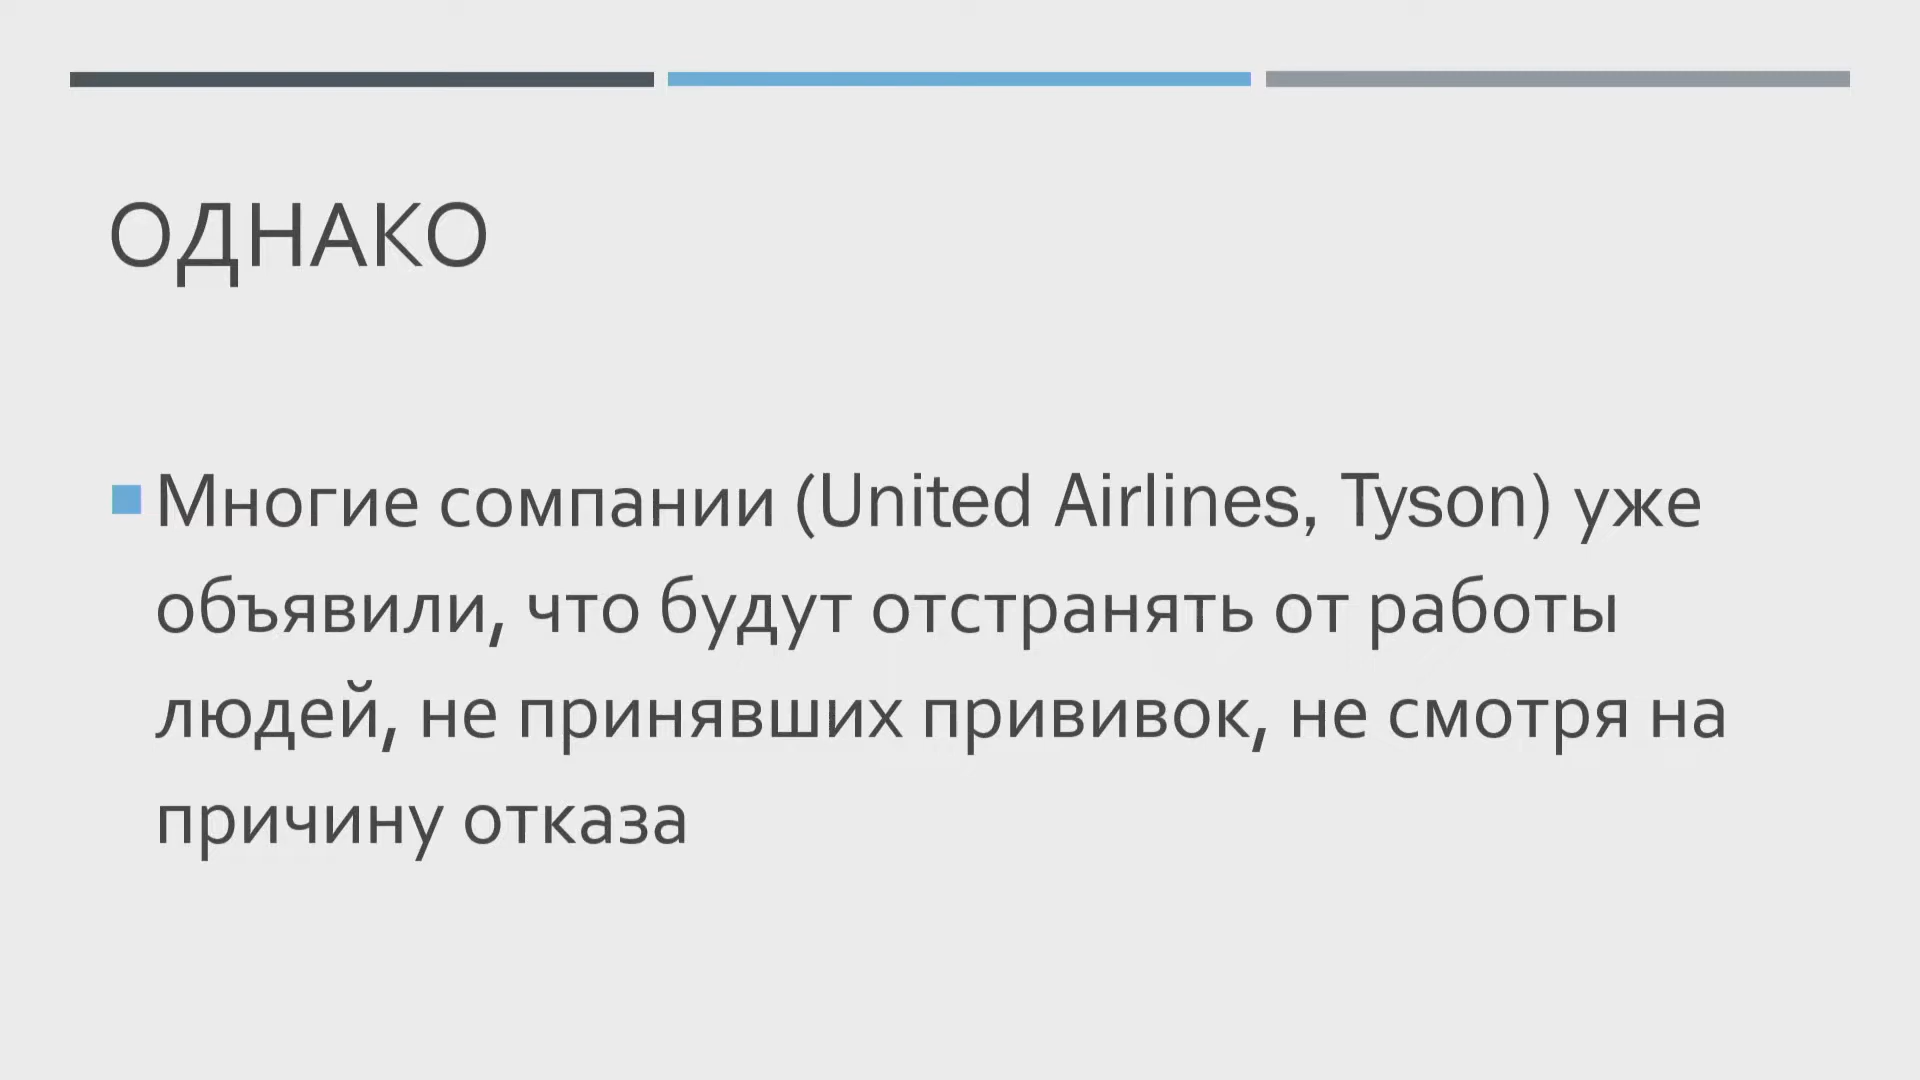 ОДНАКО
Многие сомпании (United Airlines, Tyson) уже
объявили, что будут отстранять от работы
людей, не принявших прививок, не смотря на
причину отказа